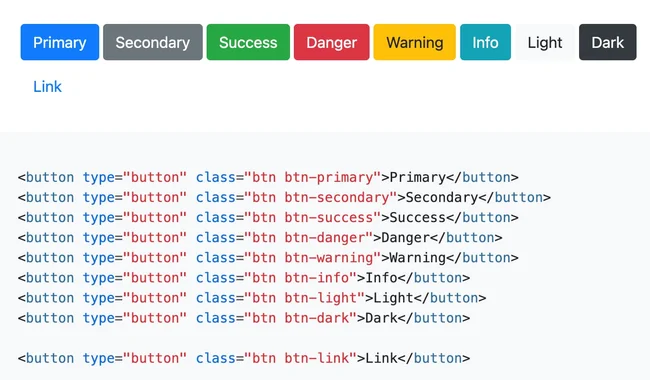 Primary Secondary Success Danger Warning Info Light Dark
Link
<button type="button" class="btn btn-primary">Primary</button>
<button type="button" class="btn btn-secondary">Secondary</button>
<button type="button" class="btn btn-success">Success</button>
<button type="button" class="btn btn-danger">Danger</button>
<button type="button" class="btn btn-warning">Warning</button>
<button type="button" class="btn btn-info">Info</button>
<button type="button" class="btn btn-light">Light</button>
<button type="button" class="btn btn-dark">Dark</button>
<button type="button" class="btn btn-link">Link</button>